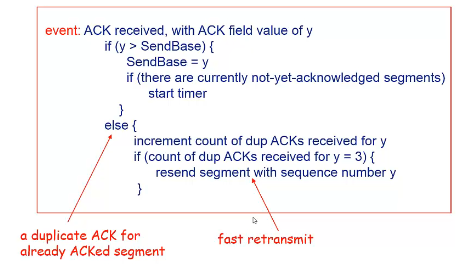 event: ACK received, with ACK field value of y
if (y > SendBase) {
SendBase = y
if (there are currently not-yet-acknowledged segments)
start timer
}
else {
increment count of dup ACKs received for y
if (count of dup ACKs received for y = 3) {
resend segment with sequence number y
}
a duplicate ACK for
already ACKed segment
fast retransmit